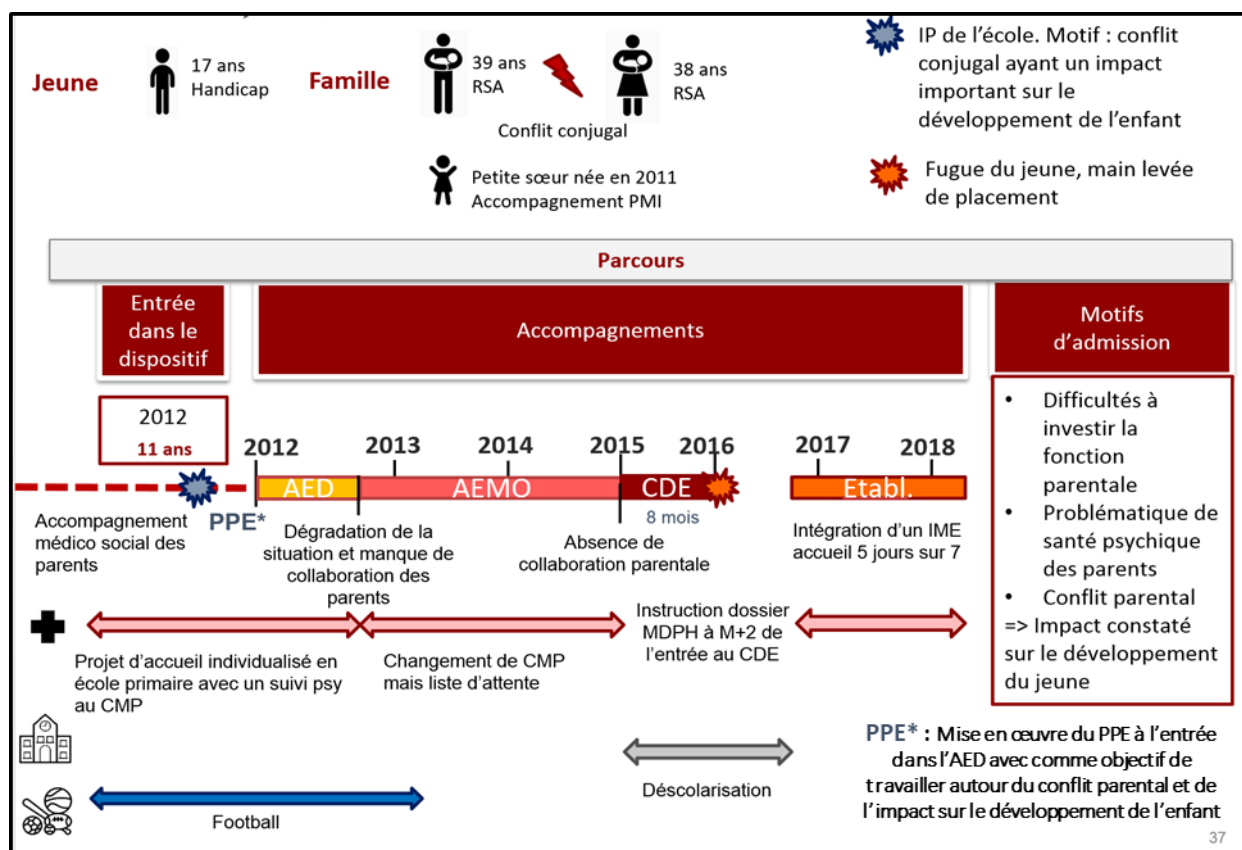 Jeune
17 ans
Handicap
Famille
39 ans
RSA
38 ans
RSA
Conflit conjugal
Petite sœur née en 2011
Accompagnement PMI
IP de l'école. Motif : conflit
conjugal ayant un impact
important sur le
développement de l'enfant
Fugue du jeune, main levée
de placement
Parcours
Entrée
dans le
dispositif
Accompagnements
Motifs
d'admission
2012
11 ans
2012
2013
2014
2015
2016
2017
2018
AED
AEMO
CDE
Etabl.
PPE*
8 mois
Accompagnement
médico social des
parents
Dégradation de la
situation et manque de
collaboration des
parents
Absence de
collaboration parentale
Intégration d'un IME
accueil 5 jours sur 7
Projet d'accueil individualisé en
école primaire avec un suivi psy
au CMP
Changement de CMP
mais liste d'attente
Instruction dossier
MDPH à M+2 de
l'entrée au CDE
Déscolarisation
Football
• Difficultés à
investir la
fonction
parentale
• Problématique de
santé psychique
des parents
• Conflit parental
=> Impact constaté
sur le développement
du jeune
PPE* : Mise en œuvre du PPE à l'entrée
dans l'AED avec comme objectif de
travailler autour du conflit parental et de
l'impact sur le développement de l'enfant
37